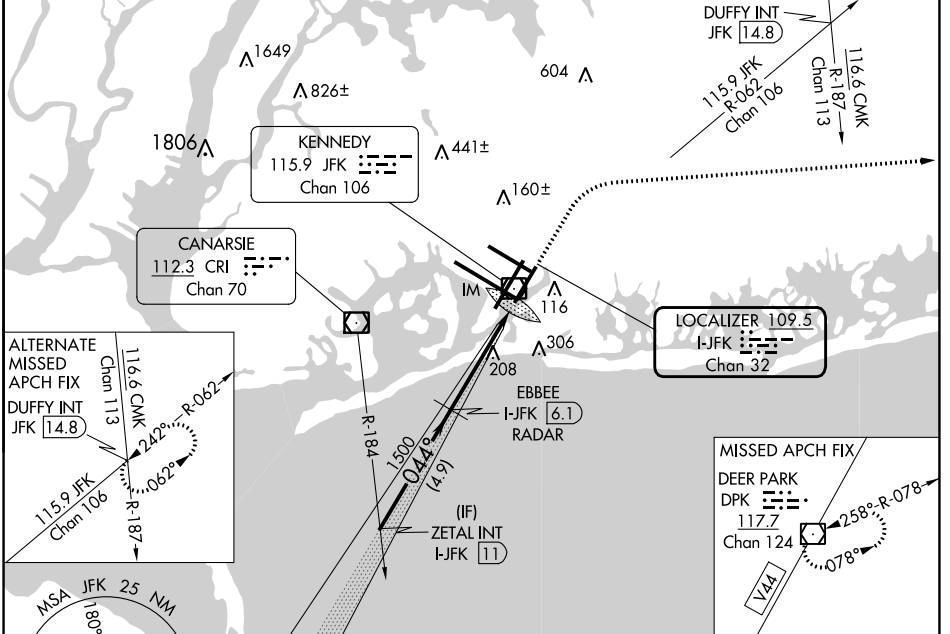 DUFFY INT
JFK 14.8
116.6 CMK
R-187
Chan 113
115.9 JFK
R-062
Chan 106
1649
826±
604
1806
441±
160±
KENNEDY
115.9 JFK
Chan 106
CANARSIE
112.3 CRI
Chan 70
IM
116
306
208
LOCALIZER 109.5
I-JFK
Chan 32
EBBEE
I-JFK 6.1
RADAR
R-184
1500
044°
(4.9)
(IF)
ZETAL INT
I-JFK 11
ALTERNATE
MISSED
APCH FIX
DUFFY INT
JFK 14.8
116.6 CMK
Chan 113
R-187
242°
R-062
062°
115.9 JFK
Chan 106
MISSED APCH FIX
DEER PARK
DPK
117.7
Chan 124
258°
R-078
078°
V44
MSA JFK 25 NM
180°